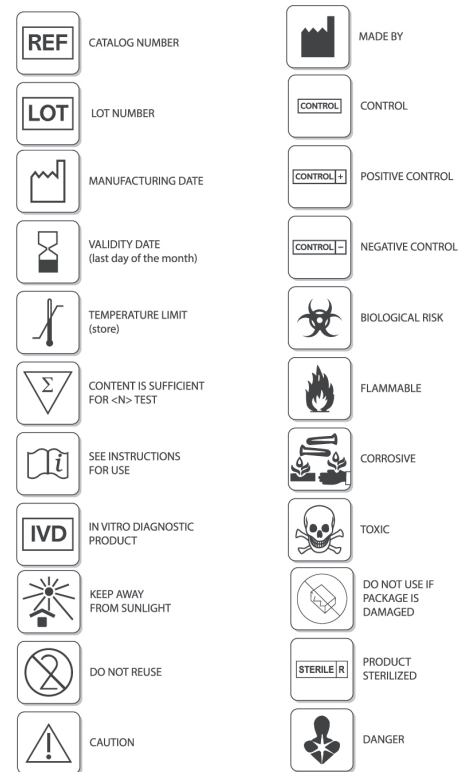 REF
CATALOG NUMBER
LOT
LOT NUMBER
MANUFACTURING DATE
VALIDITY DATE
(last day of the month)
TEMPERATURE LIMIT
(store)
Σ
CONTENT IS SUFFICIENT
FOR <N> TEST
i
SEE INSTRUCTIONS
FOR USE
IVD
IN VITRO DIAGNOSTIC
PRODUCT
KEEP AWAY
FROM SUNLIGHT
2
DO NOT REUSE
!
CAUTION
MADE BY
CONTROL
CONTROL
CONTROL +
POSITIVE CONTROL
CONTROL −
NEGATIVE CONTROL
BIOLOGICAL RISK
FLAMMABLE
CORROSIVE
TOXIC
DO NOT USE IF
PACKAGE IS
DAMAGED
STERILE R
PRODUCT
STERILIZED
DANGER